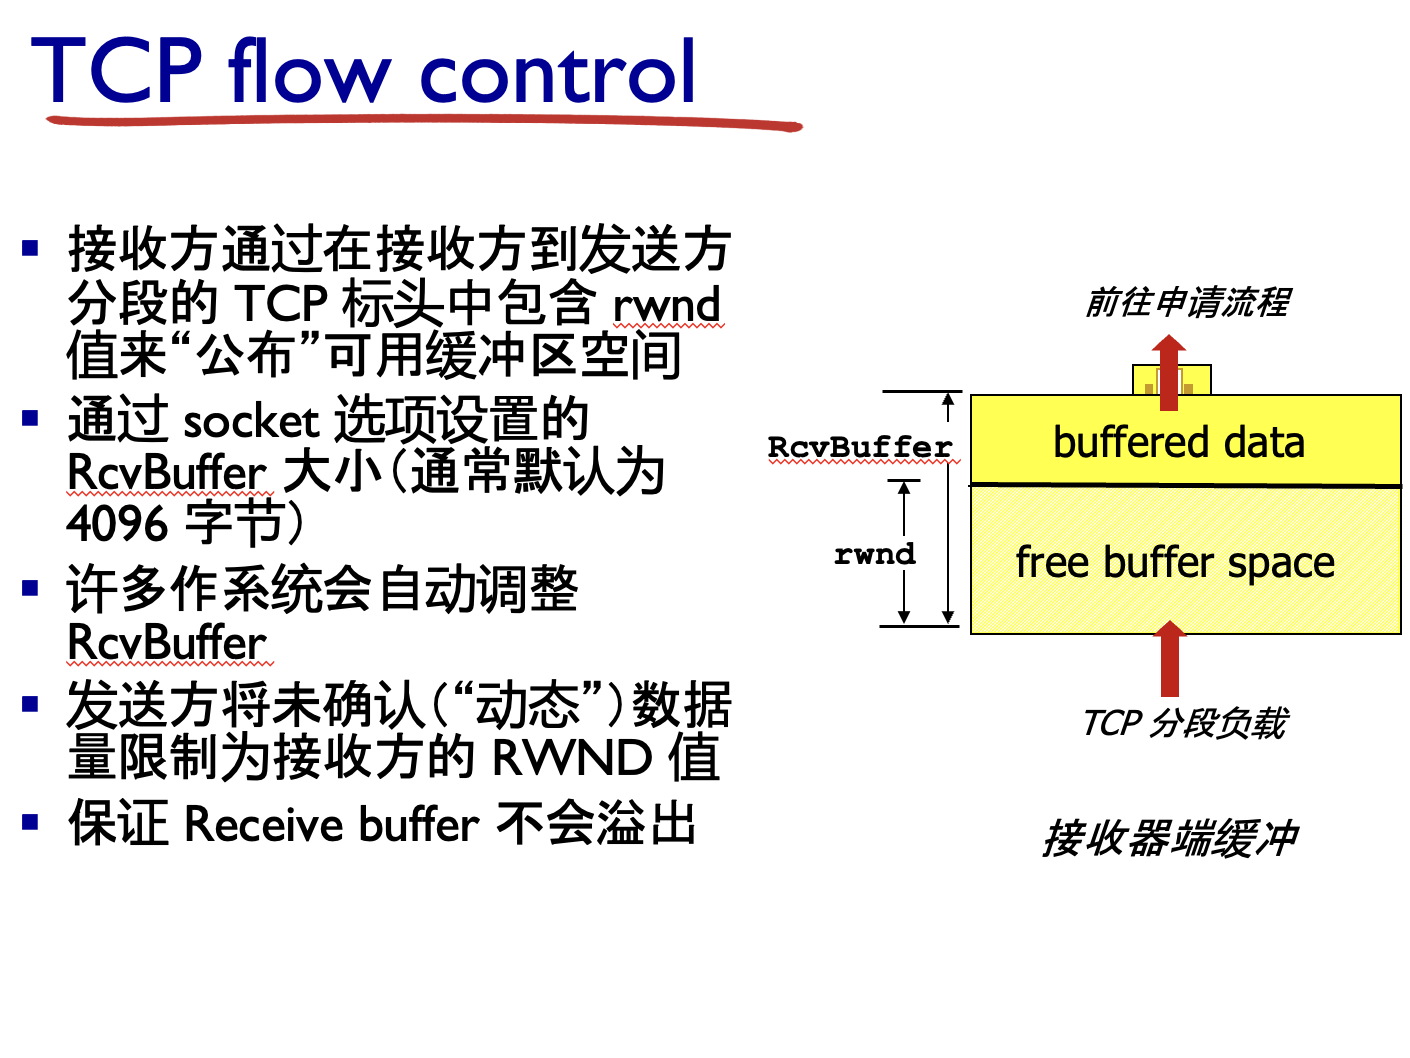 TCP flow control
接收方通过在接收方到发送方
分段的 TCP 标头中包含 rwnd
值来“公布”可用缓冲区空间
通过 socket 选项设置的
RcvBuffer 大小（通常默认为
4096 字节）
许多作系统会自动调整
RcvBuffer
发送方将未确认（“动态”）数据
量限制为接收方的 RWND 值
保证 Receive buffer 不会溢出
前往申请流程
RcvBuffer
buffered data
rwnd
free buffer space
TCP 分段负载
接收器端缓冲